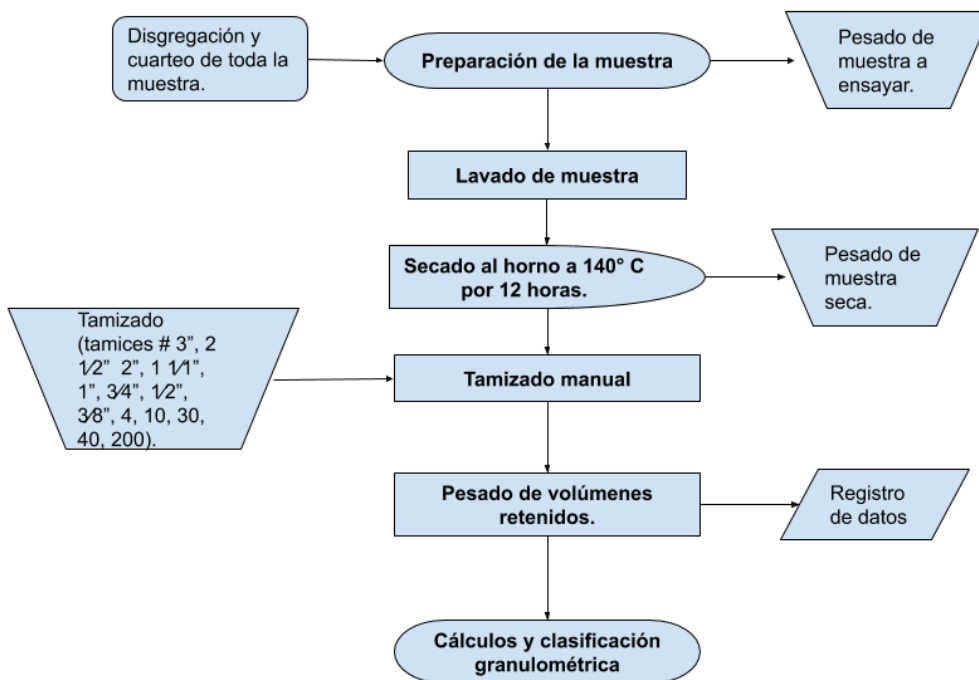 Disgregación y
cuarteo de toda la
muestra.
Preparación de la muestra
Pesado de
muestra a
ensayar.
Lavado de muestra
Secado al horno a 140° C
por 12 horas.
Pesado de
muestra
seca.
Tamizado
(tamices # 3”, 2
1⁄2” 2”, 1 1⁄1”,
1”, 3⁄4”, 1⁄2”,
3⁄8”, 4, 10, 30,
40, 200).
Tamizado manual
Pesado de volúmenes
retenidos.
Registro
de datos
Cálculos y clasificación
granulométrica